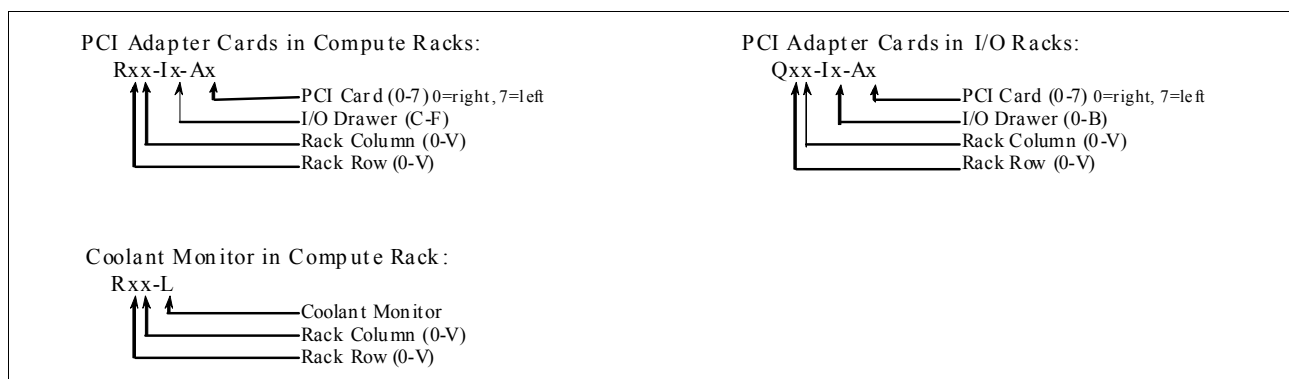 PCI Adapter Cards in Compute Racks:
Rxx-Ix-Ax
PCI Card (0-7) 0=right, 7=left
I/O Drawer (C-F)
Rack Column (0-V)
Rack Row (0-V)
PCI Adapter Cards in I/O Racks:
Qxx-Ix-Ax
PCI Card (0-7) 0=right, 7=left
I/O Drawer (0-B)
Rack Column (0-V)
Rack Row (0-V)
Coolant Monitor in Compute Rack:
Rxx-L
Coolant Monitor
Rack Column (0-V)
Rack Row (0-V)